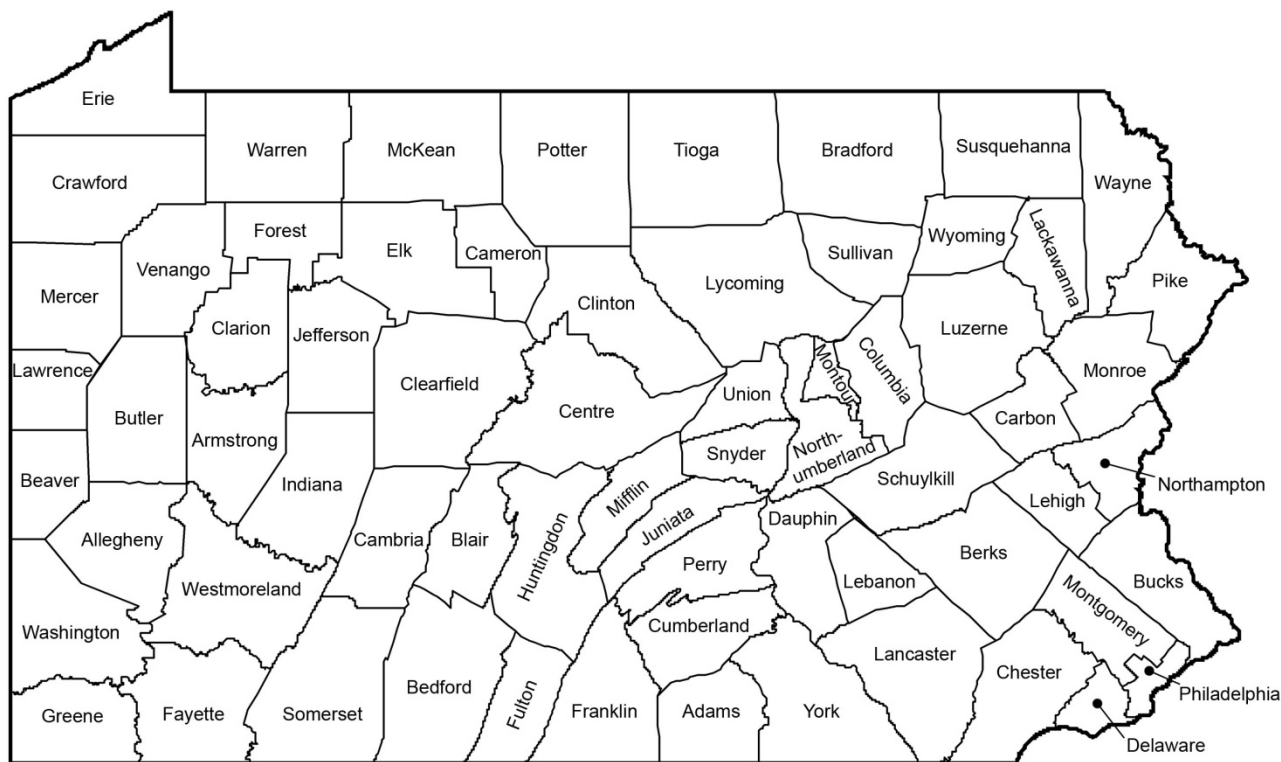 Erie
Warren
McKean
Potter
Tioga
Bradford
Susquehanna
Wayne
Crawford
Forest
Elk
Cameron
Sullivan
Wyoming
Lackawanna
Venango
Mercer
Clarion
Jefferson
Clinton
Lycoming
Luzerne
Pike
Lawrence
Butler
Clearfield
Centre
Union
Montour
Columbia
Monroe
Carbon
Beaver
Armstrong
Indiana
Snyder
North-
umberland
Schuylkill
Northampton
Lehigh
Allegheny
Cambria
Blair
Huntingdon
Mifflin
Juniata
Dauphin
Perry
Lebanon
Berks
Bucks
Westmoreland
Washington
Cumberland
Montgomery
Lancaster
Chester
Philadelphia
Greene
Fayette
Somerset
Bedford
Fulton
Franklin
Adams
York
Delaware